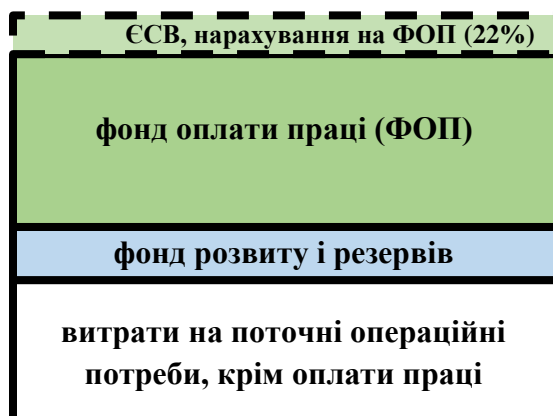 ЄСВ, нарахування на ФОП (22%)
фонд оплати праці (ФОП)
фонд розвитку і резервів
витрати на поточні операційні
потреби, крім оплати праці